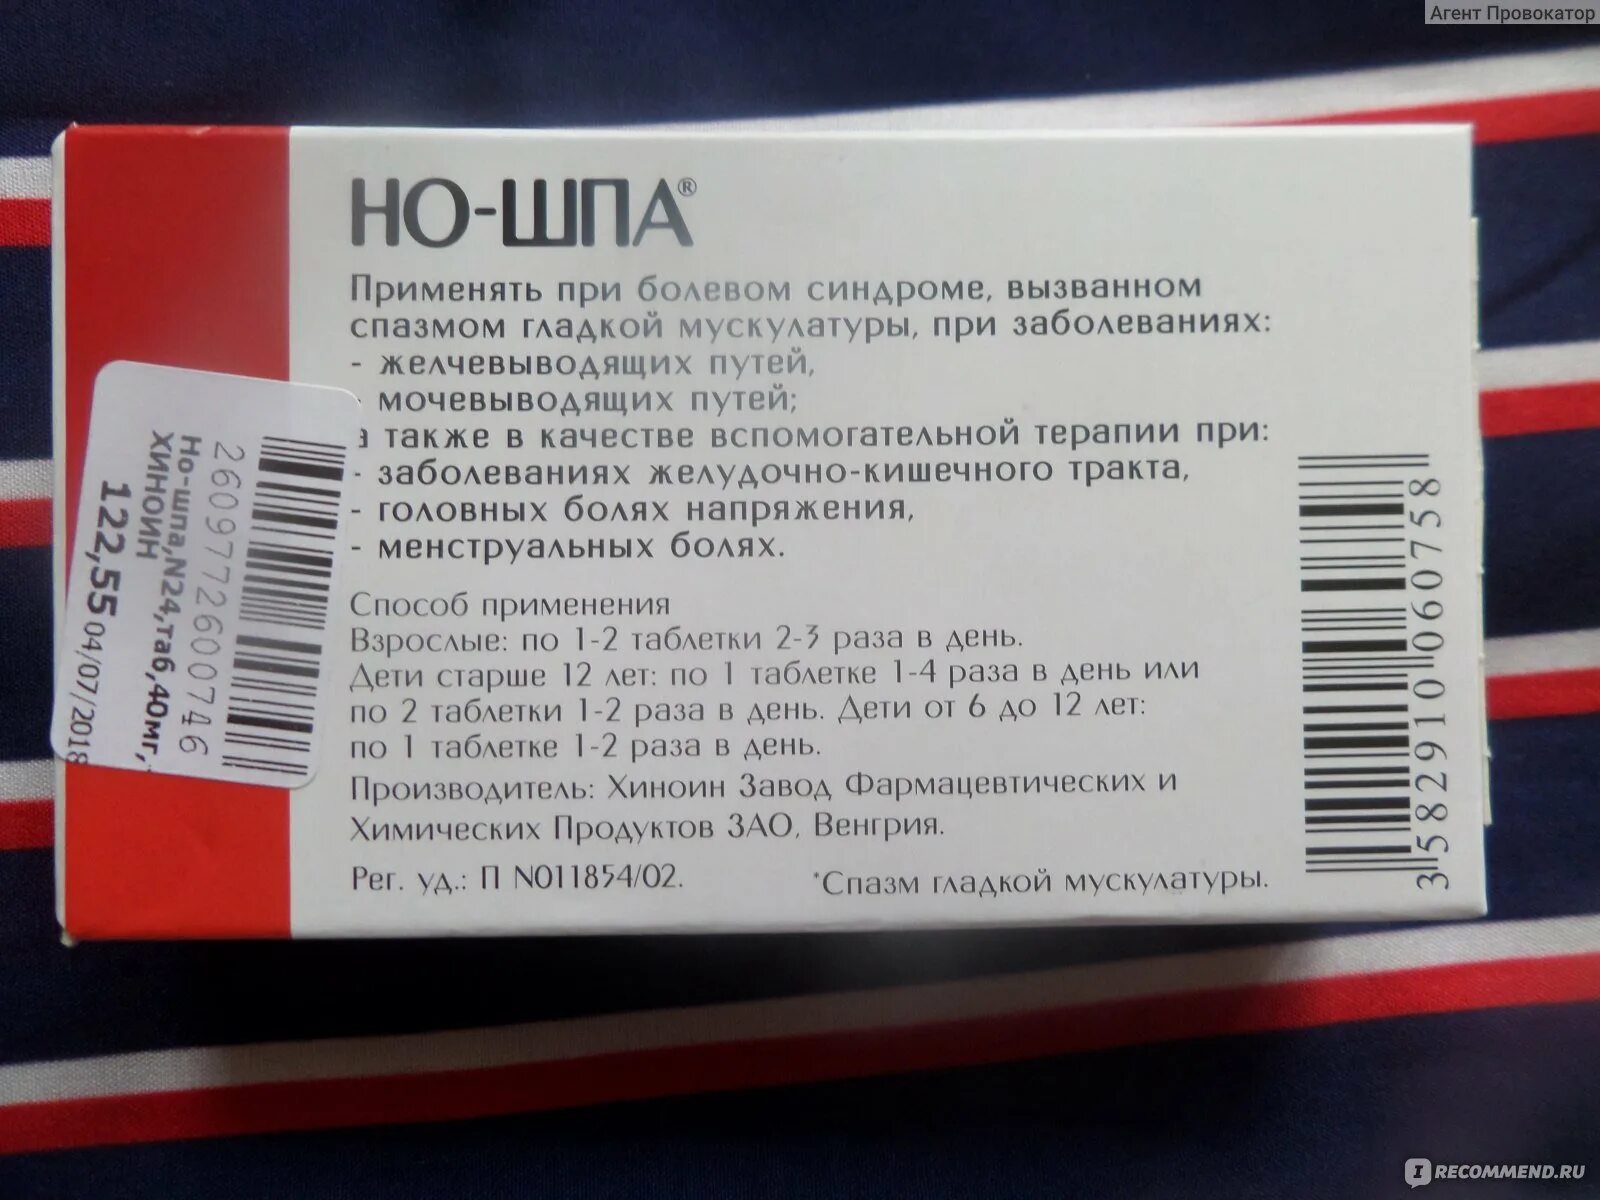 Агент Провокатор
НО-ШПА®
Применять при болевом синдроме, вызванном
спазмом гладкой мускулатуры, при заболеваниях:
- желчевыводящих путей,
- мочевыводящих путей;
а также в качестве вспомогательной терапии при:
- заболеваниях желудочно-кишечного тракта,
- головных болях напряжения,
- менструальных болях.
Способ применения
Взрослые: по 1-2 таблетки 2-3 раза в день.
Дети старше 12 лет: по 1 таблетке 1-4 раза в день или
по 2 таблетки 1-2 раза в день. Дети от 6 до 12 лет:
по 1 таблетке 1-2 раза в день.
Производитель: Хиноин Завод Фармацевтических и
Химических Продуктов ЗАО, Венгрия.
Рег. уд.: П N011854/02.
*Спазм гладкой мускулатуры.
3 582910 060758
2609772600746
Но-шпа,N24,таб,40мг,
ХИНОИН
122,55 04/07/2018
IRECOMMEND.RU